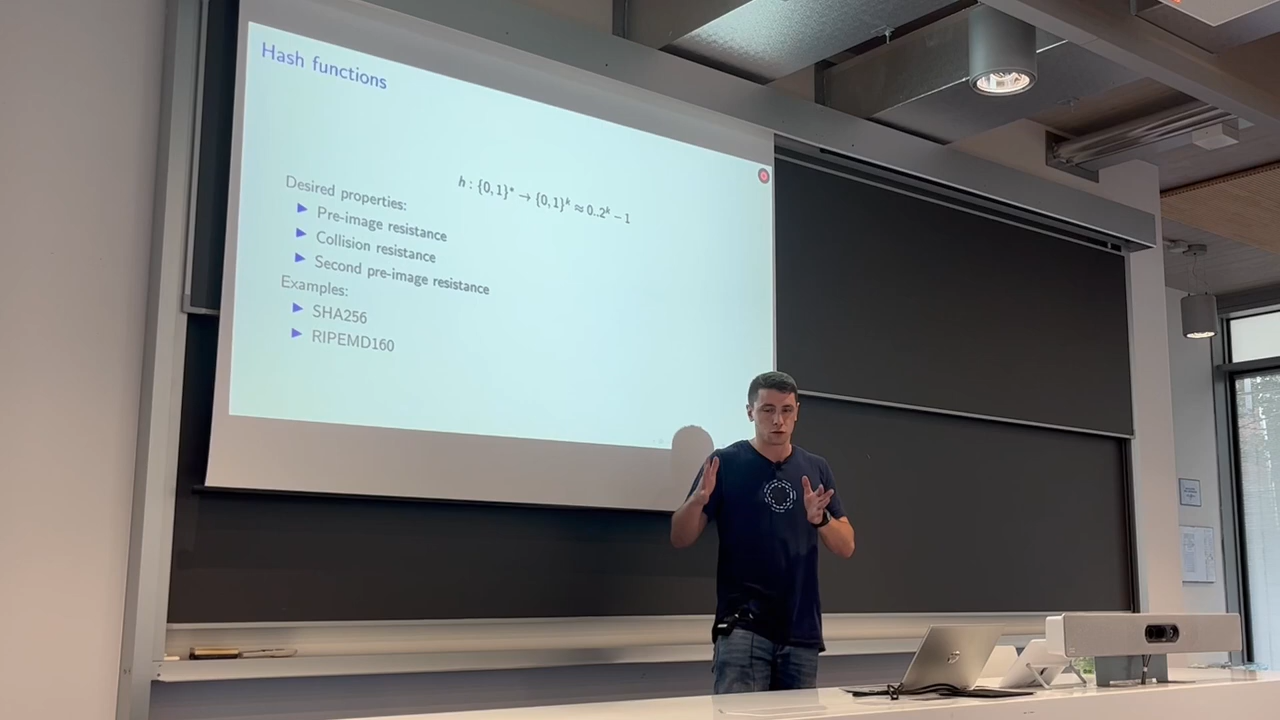 Hash functions
h : {0, 1}* → {0, 1}ᵏ ≈ 0..2ᵏ − 1
Desired properties:
▶ Pre-image resistance
▶ Collision resistance
▶ Second pre-image resistance
Examples:
▶ SHA256
▶ RIPEMD160